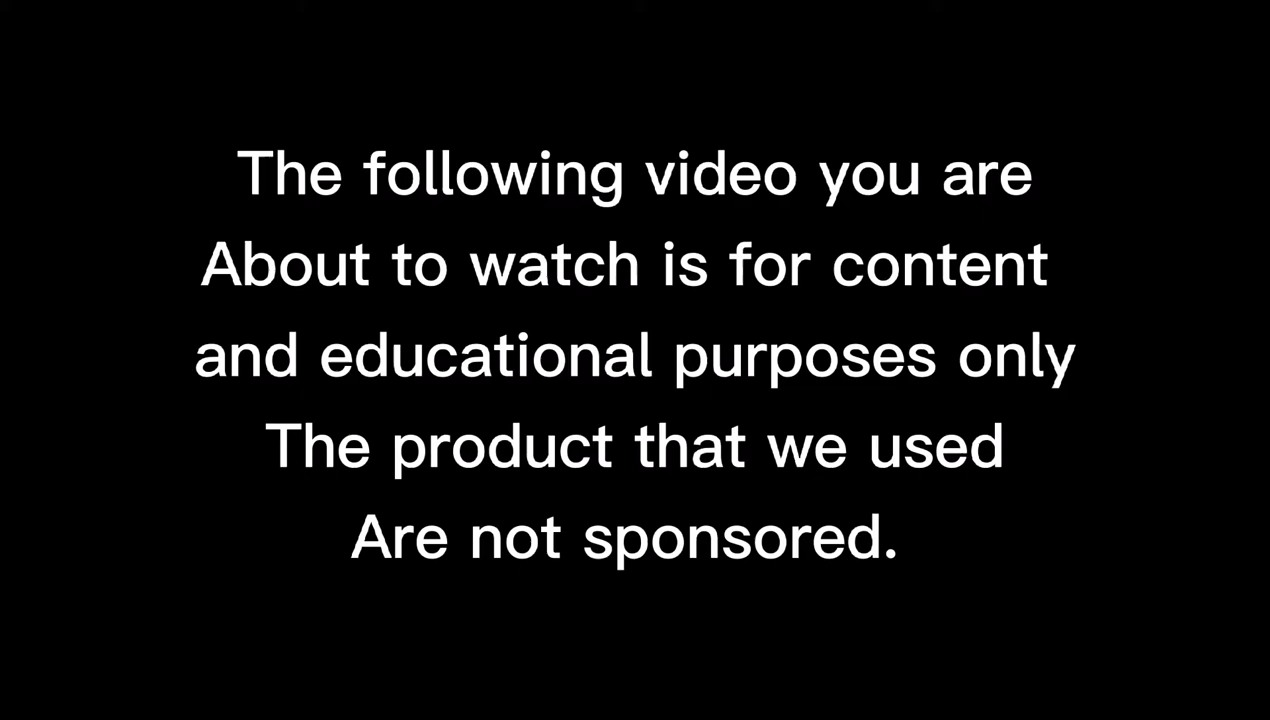 The following video you are
About to watch is for content
and educational purposes only
The product that we used
Are not sponsored.